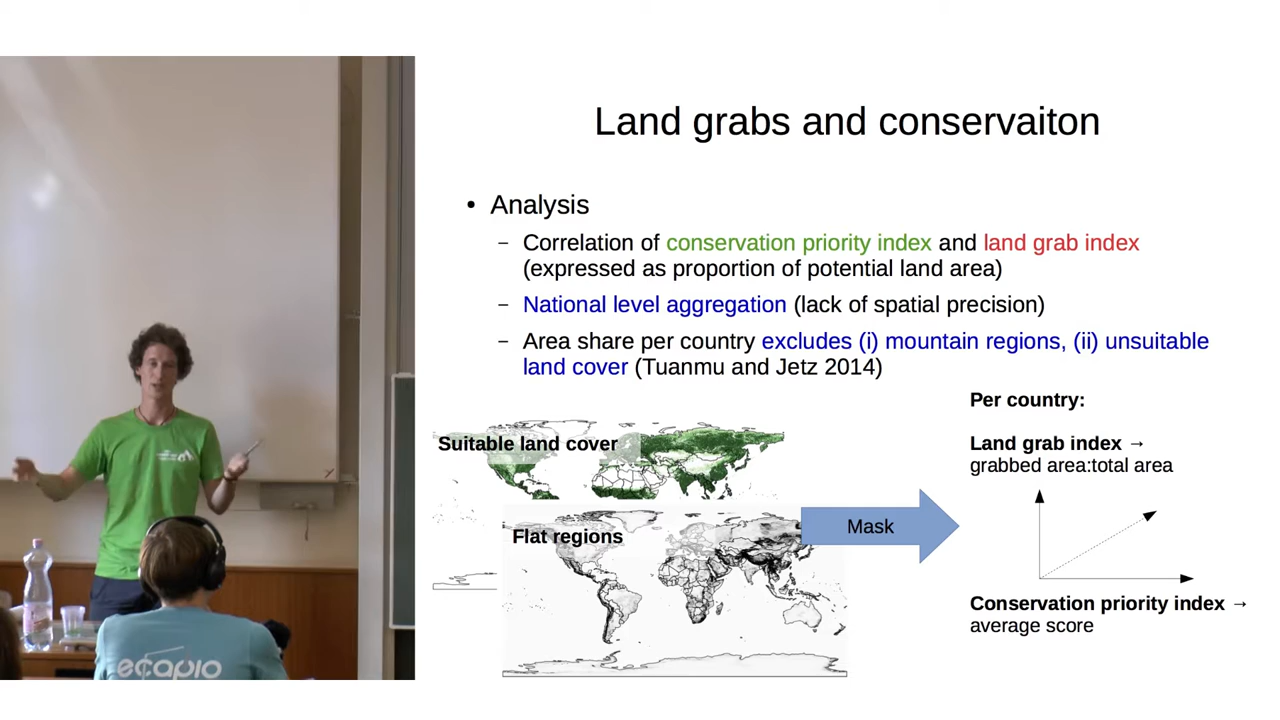 Land grabs and conservaiton
• Analysis
– Correlation of conservation priority index and land grab index
(expressed as proportion of potential land area)
– National level aggregation (lack of spatial precision)
– Area share per country excludes (i) mountain regions, (ii) unsuitable
land cover (Tuanmu and Jetz 2014)
Suitable land cover
Flat regions
Mask
Per country:
Land grab index →
grabbed area:total area
Conservation priority index →
average score
ecapio